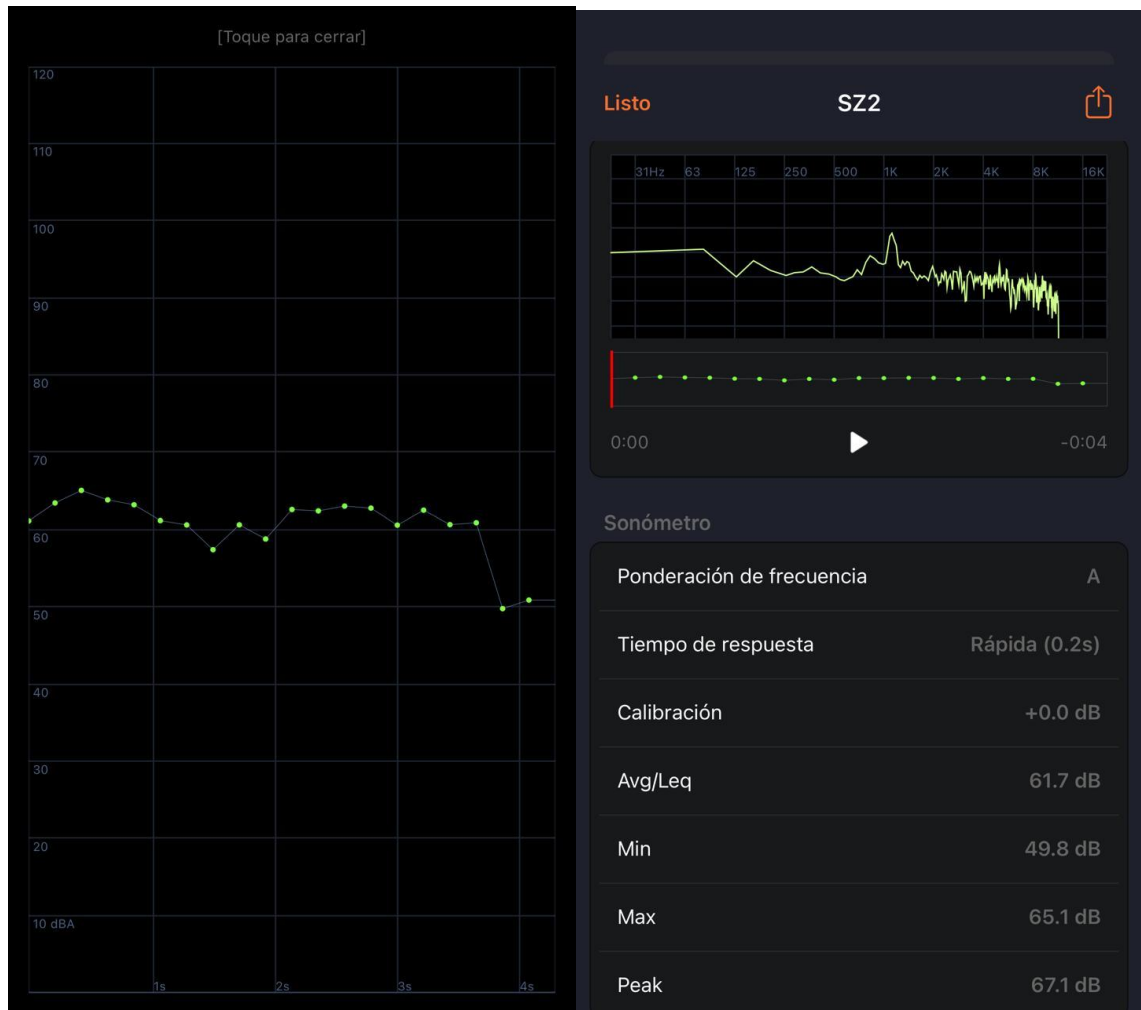 [Toque para cerrar]
120
110
100
90
80
70
60
50
40
30
20
10 dBA
1s 2s 3s 4s
Listo SZ2
31Hz 63 125 250 500 1K 2K 4K 8K 16K
0:00 -0:04
Sonómetro
Ponderación de frecuencia A
Tiempo de respuesta Rápida (0.2s)
Calibración +0.0 dB
Avg/Leq 61.7 dB
Min 49.8 dB
Max 65.1 dB
Peak 67.1 dB